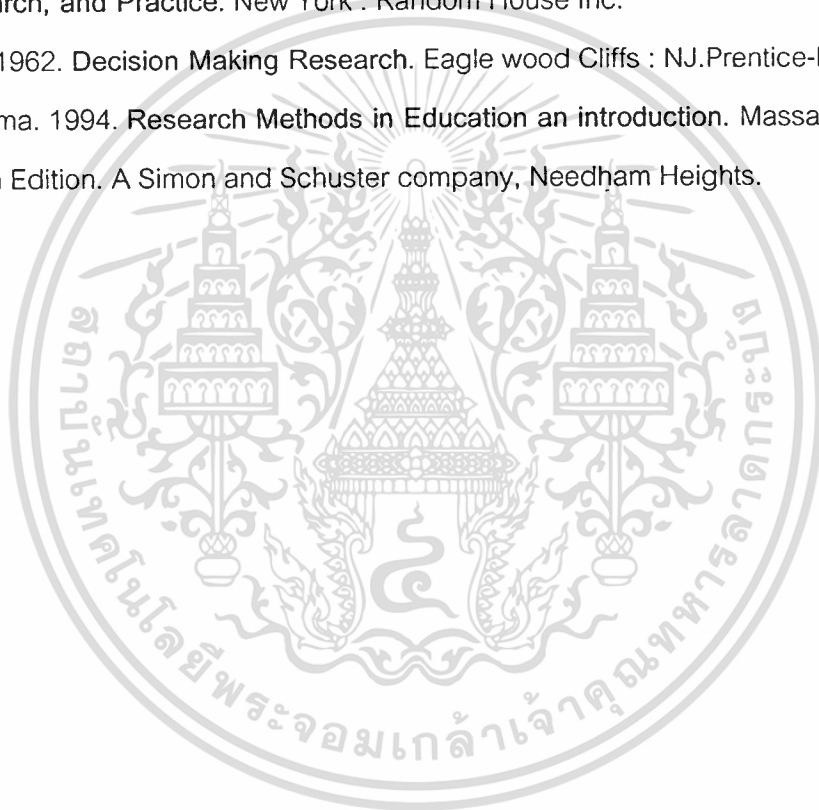 arch, and Practice. New York : Random House Inc.
1962. Decision Making Research. Eagle wood Cliffs : NJ.Prentice-
ma. 1994. Research Methods in Education an introduction. Massa
Edition. A Simon and Schuster company, Needham Heights.
สถาบันเทคโนโลยีพระจอมเกล้าเจ้าคุณทหารลาดกระบัง
๔